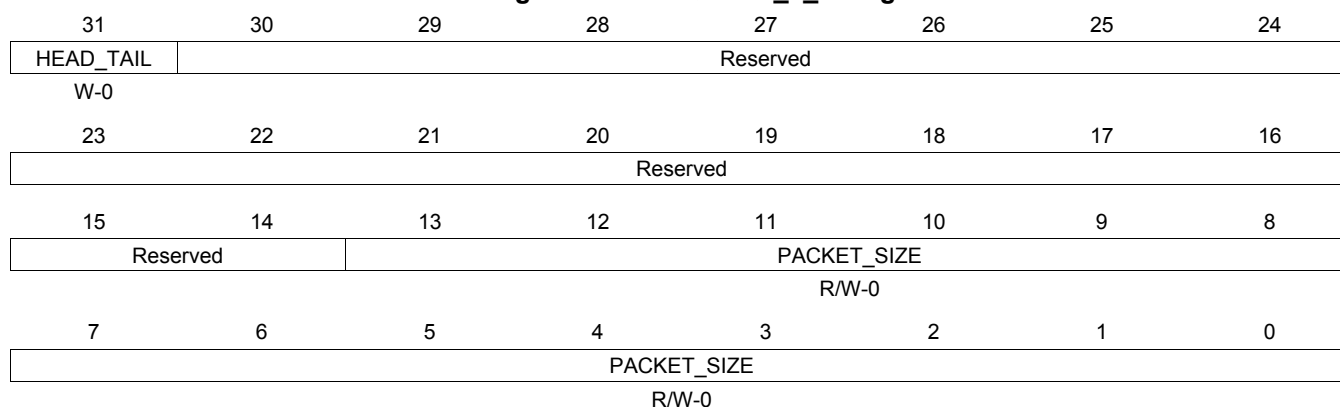 31 30 29 28 27 26 25 24
HEAD_TAIL Reserved
W-0
23 22 21 20 19 18 17 16
Reserved
15 14 13 12 11 10 9 8
Reserved PACKET_SIZE
R/W-0
7 6 5 4 3 2 1 0
PACKET_SIZE
R/W-0